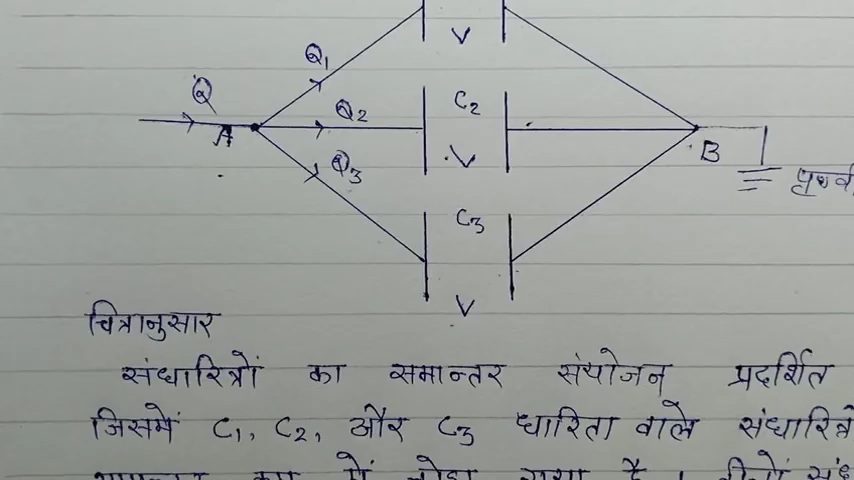 V
Q₁
Q
C₂
Q₂
A
V
B
Q₃
C₃
V
चित्रानुसार
संधारित्रों का समान्तर संयोजन प्रदर्शित
जिसमें C₁, C₂, और C₃ धारिता वाले